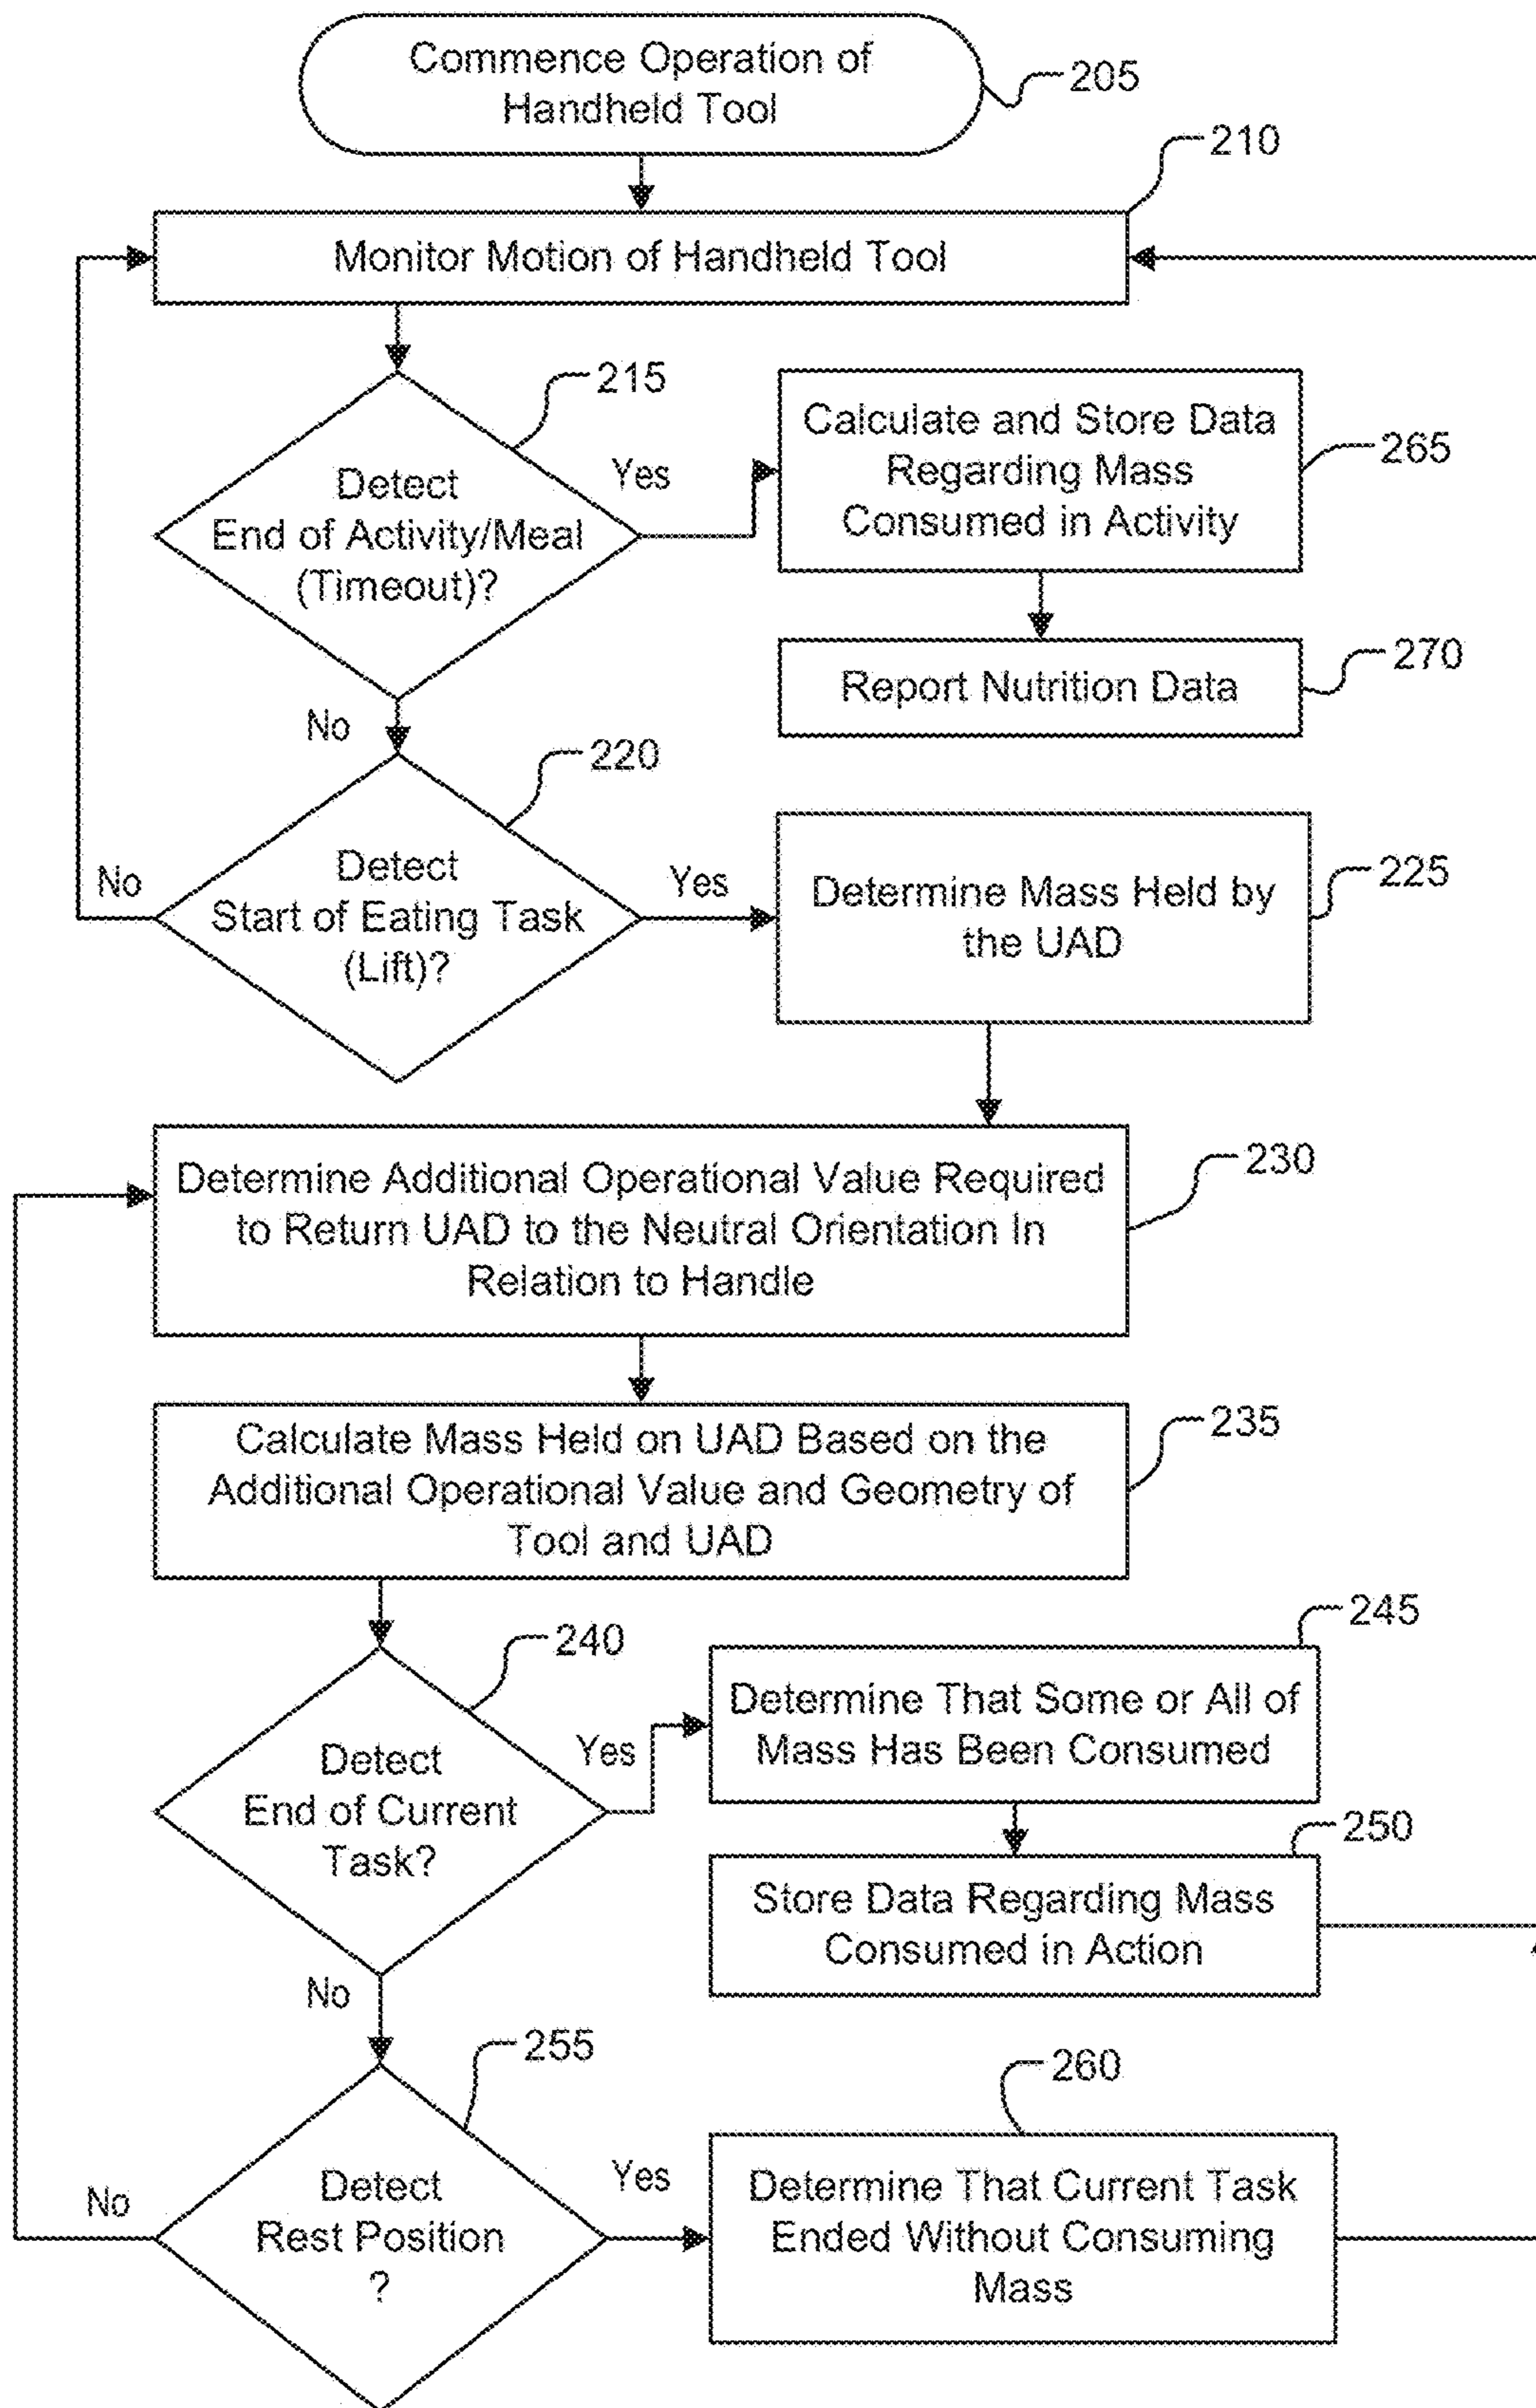 Commence Operation of
Handheld Tool
205
210
Monitor Motion of Handheld Tool
215
Detect
End of Activity/Meal
(Timeout)?
Yes
Calculate and Store Data
Regarding Mass
Consumed in Activity
265
Report Nutrition Data
270
No
220
Detect
Start of Eating Task
(Lift)?
No
Yes
Determine Mass Held by
the UAD
225
Determine Additional Operational Value Required
to Return UAD to the Neutral Orientation In
Relation to Handle
230
Calculate Mass Held on UAD Based on the
Additional Operational Value and Geometry of
Tool and UAD
235
240
Detect
End of Current
Task?
Yes
245
Determine That Some or All of
Mass Has Been Consumed
250
Store Data Regarding Mass
Consumed in Action
No
255
Detect
Rest Position
?
No
Yes
260
Determine That Current Task
Ended Without Consuming
Mass